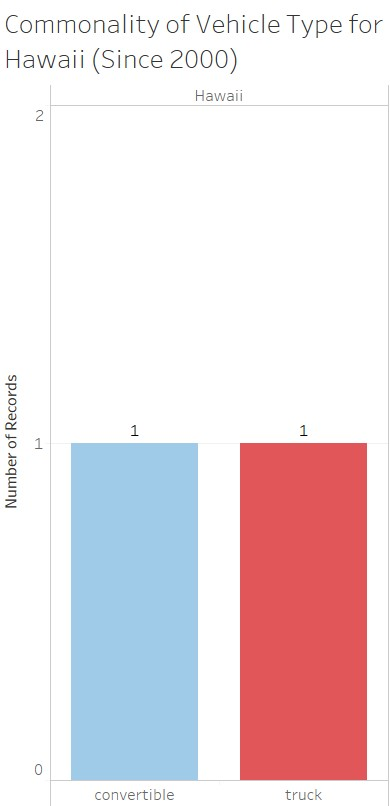 Commonality of Vehicle Type for
Hawaii (Since 2000)
Hawaii
2
Number of Records
1
1
1
0
convertible
truck